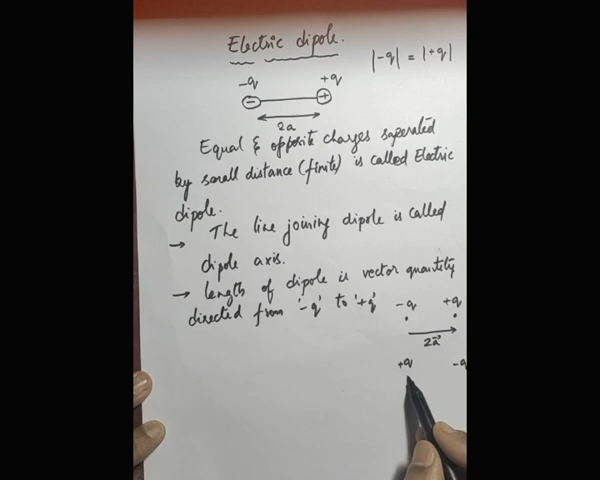 Electric dipole.
|-q| = |+q|
-q +q
- +
2a
Equal & opposite charges saperated
by small distance (finite) is called Electric
dipole.
→ The line joining dipole is called
dipole axis.
→ length of dipole is vector quantity
directed from '-q' to '+q'
-q +q
2a⃗
+q -q